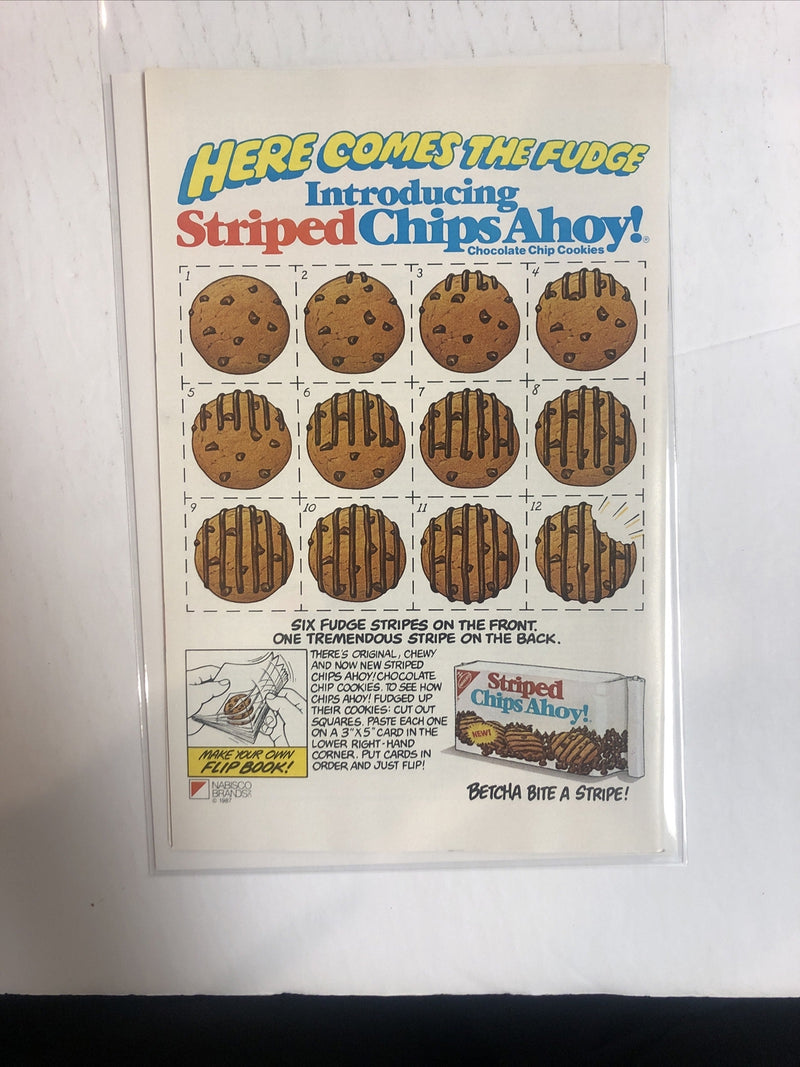 HERE COMES THE FUDGE
Introducing
Striped Chips Ahoy!®
Chocolate Chip Cookies
1
2
3
4
5
6
7
8
9
10
11
12
SIX FUDGE STRIPES ON THE FRONT.
ONE TREMENDOUS STRIPE ON THE BACK.
THERE'S ORIGINAL, CHEWY
AND NOW NEW STRIPED
CHIPS AHOY! CHOCOLATE
CHIP COOKIES. TO SEE HOW
CHIPS AHOY! FUDGED UP
THEIR COOKIES: CUT OUT
SQUARES. PASTE EACH ONE
ON A 3"X5" CARD IN THE
LOWER RIGHT-HAND
CORNER. PUT CARDS IN
ORDER AND JUST FLIP!
MAKE YOUR OWN
FLIP BOOK!
NABISCO
BRANDS
© 1987
Striped
Chips Ahoy!
NEW!
BETCHA BITE A STRIPE!